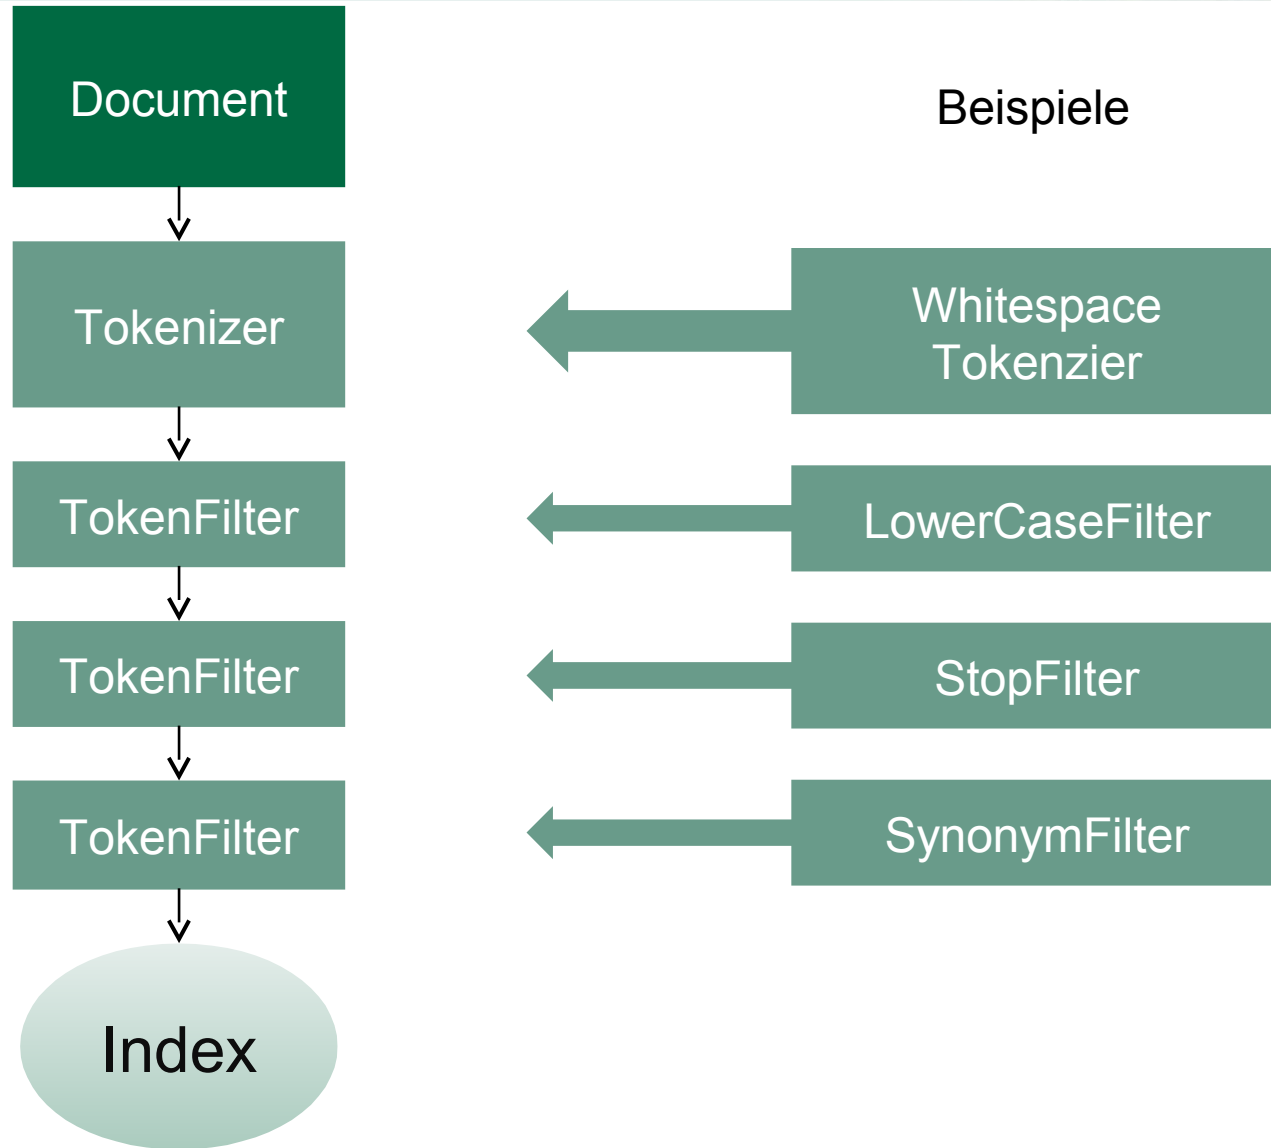 Document
Beispiele
Tokenizer
Whitespace
Tokenzier
TokenFilter
LowerCaseFilter
TokenFilter
StopFilter
TokenFilter
SynonymFilter
Index